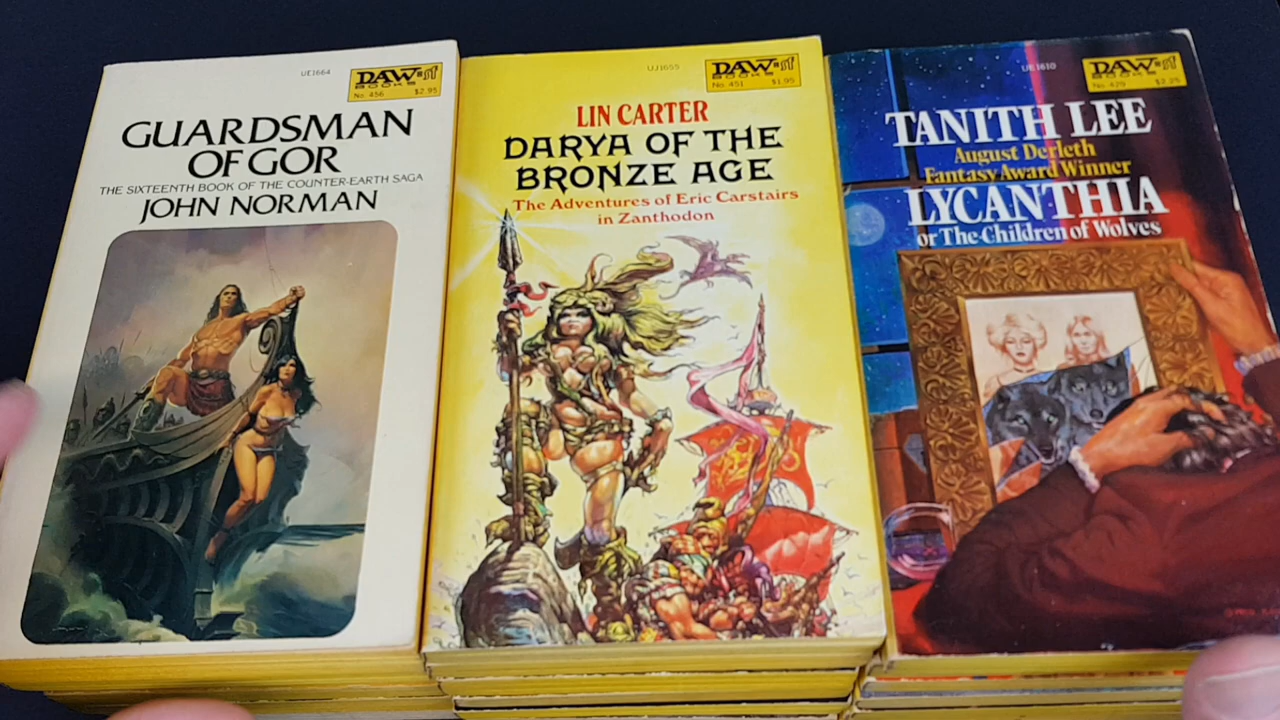 UE1664
DAW sf
BOOKS
No. 456 $2.95
GUARDSMAN
OF GOR
THE SIXTEENTH BOOK OF THE COUNTER-EARTH SAGA
JOHN NORMAN
UJ1655
DAW sf
BOOKS
No. 451 $1.95
LIN CARTER
DARYA OF THE
BRONZE AGE
The Adventures of Eric Carstairs
in Zanthodon
UE1610
DAW sf
BOOKS
$2.25
TANITH LEE
August Derleth
Fantasy Award Winner
LYCANTHIA
or The Children of Wolves